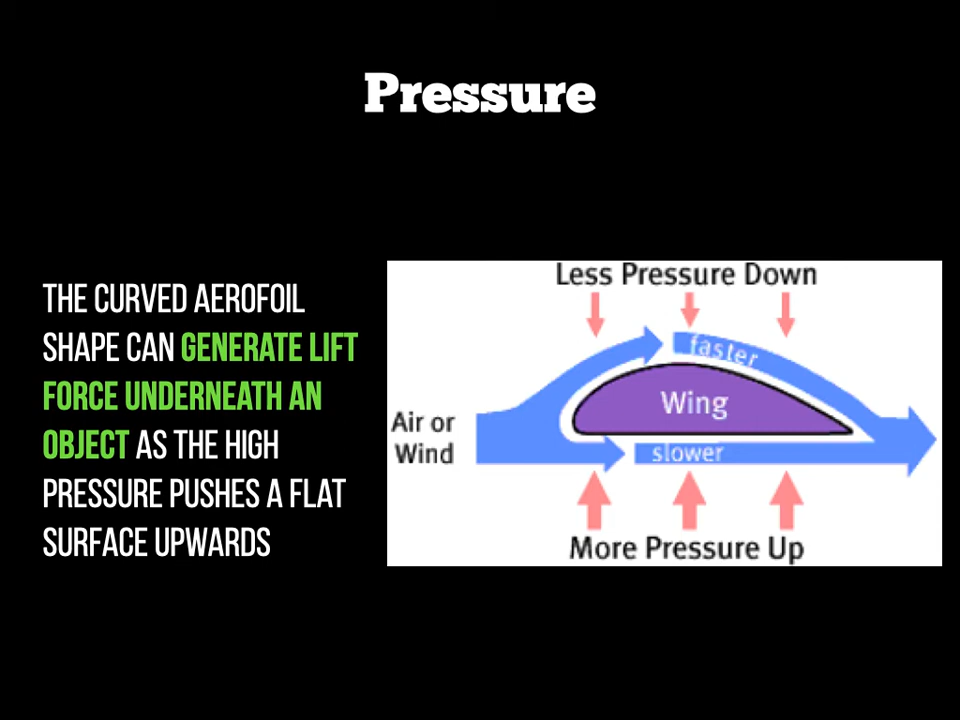 Pressure
THE CURVED AEROFOIL
SHAPE CAN GENERATE LIFT
FORCE UNDERNEATH AN
OBJECT AS THE HIGH
PRESSURE PUSHES A FLAT
SURFACE UPWARDS
Less Pressure Down
faster
Wing
Air or
Wind
slower
More Pressure Up